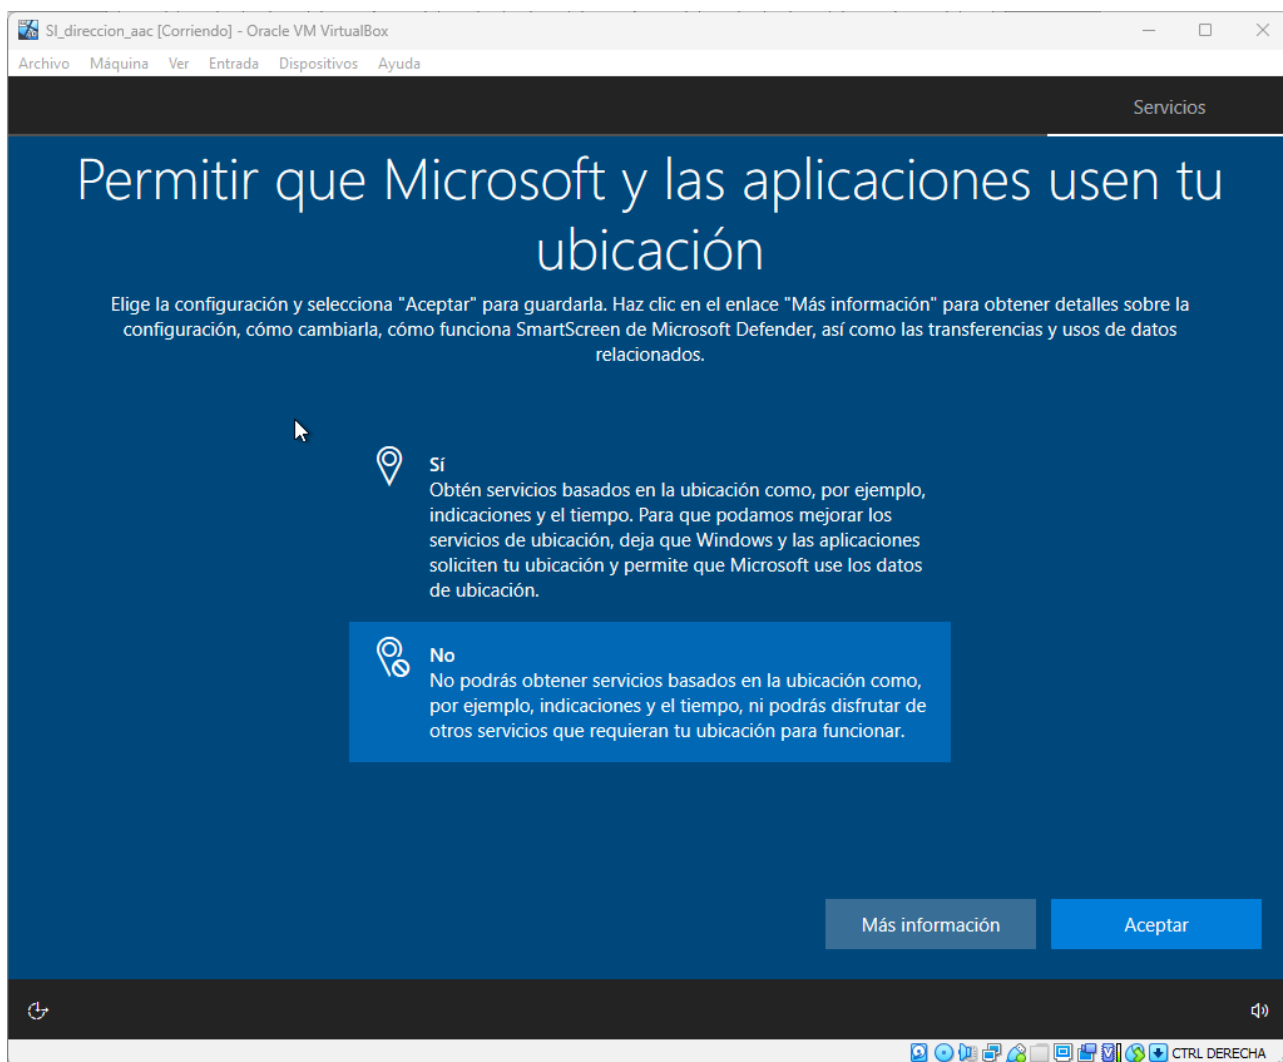 SI_direccion_aac [Corriendo] - Oracle VM VirtualBox
Archivo Máquina Ver Entrada Dispositivos Ayuda
Servicios
Permitir que Microsoft y las aplicaciones usen tu
ubicación
Elige la configuración y selecciona "Aceptar" para guardarla. Haz clic en el enlace "Más información" para obtener detalles sobre la
configuración, cómo cambiarla, cómo funciona SmartScreen de Microsoft Defender, así como las transferencias y usos de datos
relacionados.
Sí
Obtén servicios basados en la ubicación como, por ejemplo,
indicaciones y el tiempo. Para que podamos mejorar los
servicios de ubicación, deja que Windows y las aplicaciones
soliciten tu ubicación y permite que Microsoft use los datos
de ubicación.
No
No podrás obtener servicios basados en la ubicación como,
por ejemplo, indicaciones y el tiempo, ni podrás disfrutar de
otros servicios que requieran tu ubicación para funcionar.
Más información
Aceptar
CTRL DERECHA